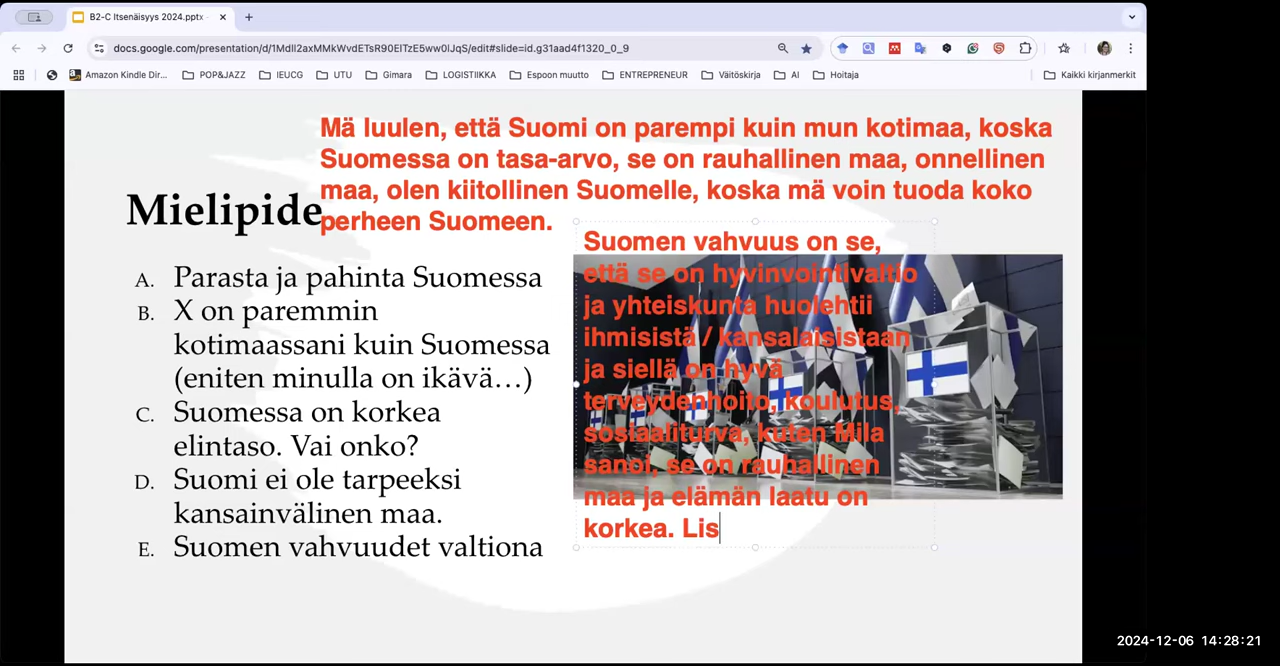 B2-C Itsenäisyys 2024.pptx
docs.google.com/presentation/d/1MdIl2axMMkWvdETsR90ElTzE5ww0lJqS/edit#slide=id.g31aad4f1320_0_9
Amazon Kindle Dir...
POP&JAZZ
IEUCG
UTU
Gimara
LOGISTIIKKA
Espoon muutto
ENTREPRENEUR
Väitöskirja
AI
Hoitaja
Kaikki kirjanmerkit
Mä luulen, että Suomi on parempi kuin mun kotimaa, koska
Suomessa on tasa-arvo, se on rauhallinen maa, onnellinen
maa, olen kiitollinen Suomelle, koska mä voin tuoda koko
perheen Suomeen.
Mielipide
A. Parasta ja pahinta Suomessa
B. X on paremmin
kotimaassani kuin Suomessa
(eniten minulla on ikävä…)
C. Suomessa on korkea
elintaso. Vai onko?
D. Suomi ei ole tarpeeksi
kansainvälinen maa.
E. Suomen vahvuudet valtiona
Suomen vahvuus on se,
että se on hyvinvointivaltio
ja yhteiskunta huolehtii
ihmisistä / kansalaisistaan
ja siellä on hyvä
terveydenhoito, koulutus,
sosiaaliturva, kuten Mila
sanoi, se on rauhallinen
maa ja elämän laatu on
korkea. Lis
2024-12-06 14:28:21